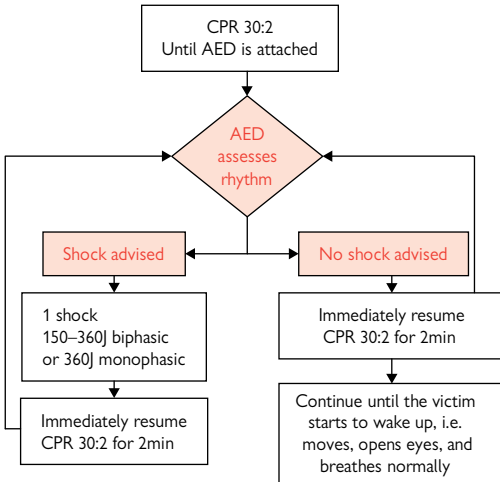 CPR 30:2
Until AED is attached
AED
assesses
rhythm
Shock advised
No shock advised
1 shock
150–360J biphasic
or 360J monophasic
Immediately resume
CPR 30:2 for 2min
Immediately resume
CPR 30:2 for 2min
Continue until the victim
starts to wake up, i.e.
moves, opens eyes, and
breathes normally